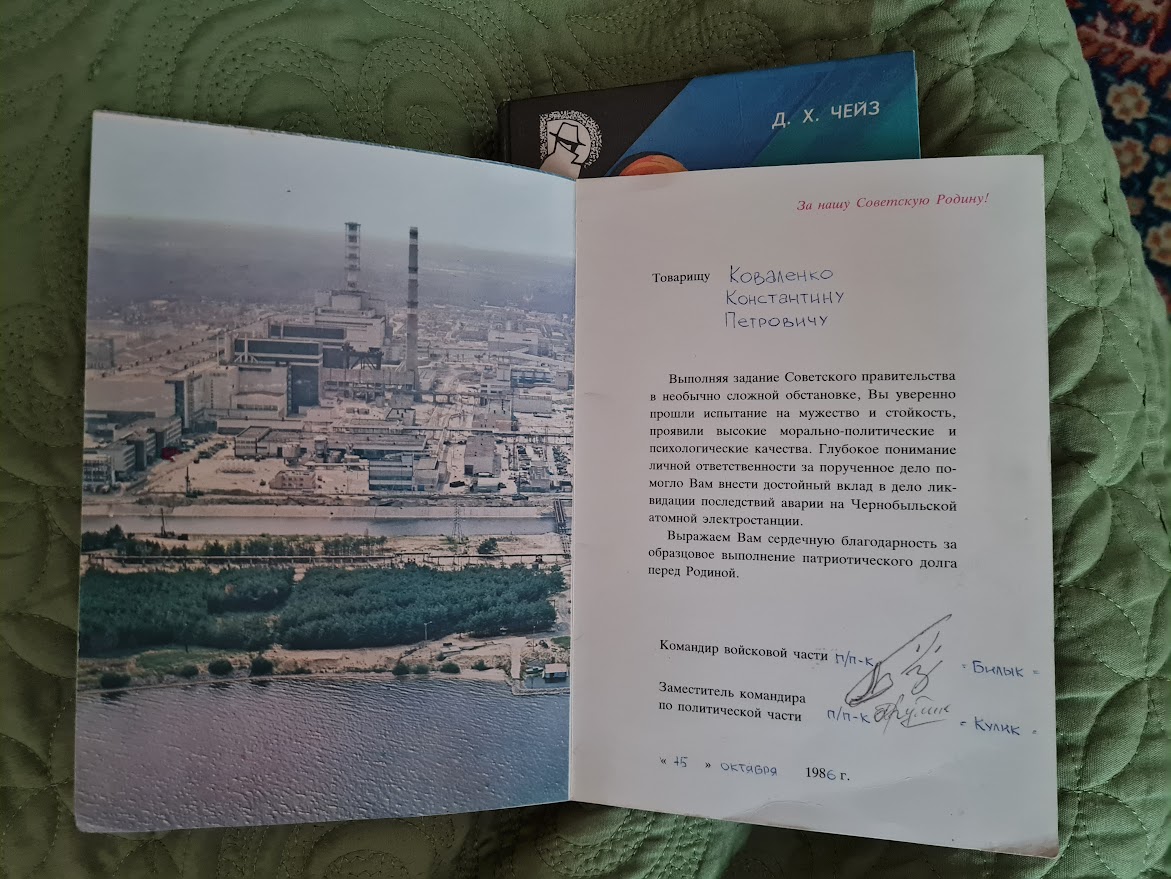 Д. Х. ЧЕЙЗ
За нашу Советскую Родину!
Товарищу Коваленко
Константину
Петровичу
Выполняя задание Советского правительства
в необычно сложной обстановке, Вы уверенно
прошли испытание на мужество и стойкость,
проявили высокие морально-политические и
психологические качества. Глубокое понимание
личной ответственности за порученное дело по-
могло Вам внести достойный вклад в дело лик-
видации последствий аварии на Чернобыльской
атомной электростанции.
Выражаем Вам сердечную благодарность за
образцовое выполнение патриотического долга
перед Родиной.
Командир войсковой части п/п-к = Билык =
Заместитель командира
по политической части п/п-к = Кулик =
« 15 » октября 1986 г.